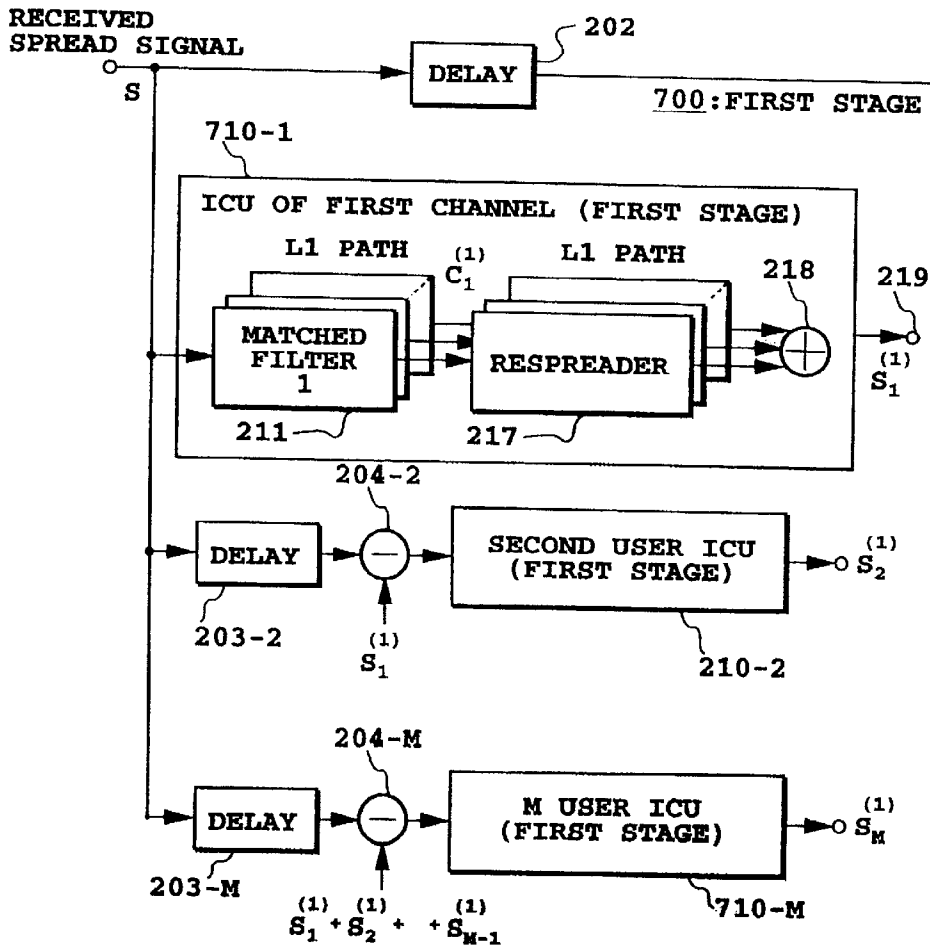 RECEIVED
SPREAD SIGNAL
S
DELAY
202
700:FIRST STAGE
710-1
ICU OF FIRST CHANNEL (FIRST STAGE)
L1 PATH
C₁⁽¹⁾
L1 PATH
218
219
MATCHED
FILTER
1
RESPREADER
S₁⁽¹⁾
211
217
204-2
DELAY
−
SECOND USER ICU
(FIRST STAGE)
S₂⁽¹⁾
203-2
S₁⁽¹⁾
210-2
204-M
DELAY
−
M USER ICU
(FIRST STAGE)
S_M⁽¹⁾
203-M
710-M
S₁⁽¹⁾+S₂⁽¹⁾+ +S_M-1⁽¹⁾